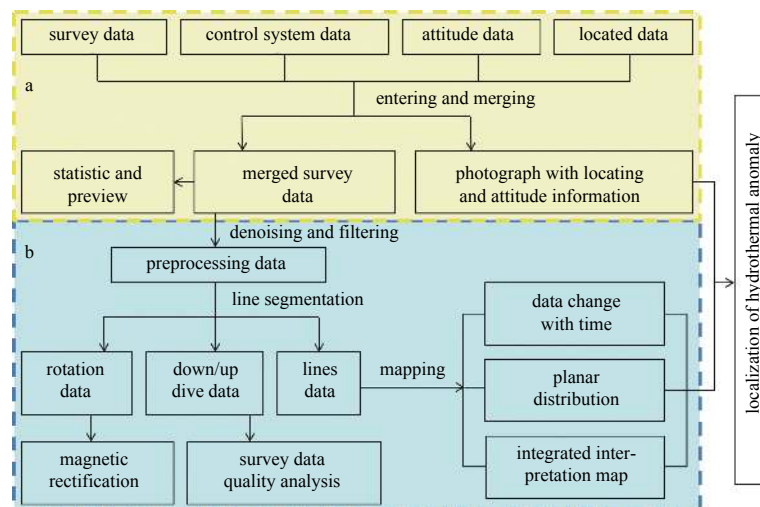 survey data
control system data
attitude data
located data
a
entering and merging
statistic and
preview
merged survey
data
photograph with locating
and attitude information
denoising and filtering
b
preprocessing data
line segmentation
rotation
data
down/up
dive data
lines
data
mapping
data change
with time
planar
distribution
integrated inter-
pretation map
magnetic
rectification
survey data
quality analysis
localization of hydrothermal anomaly